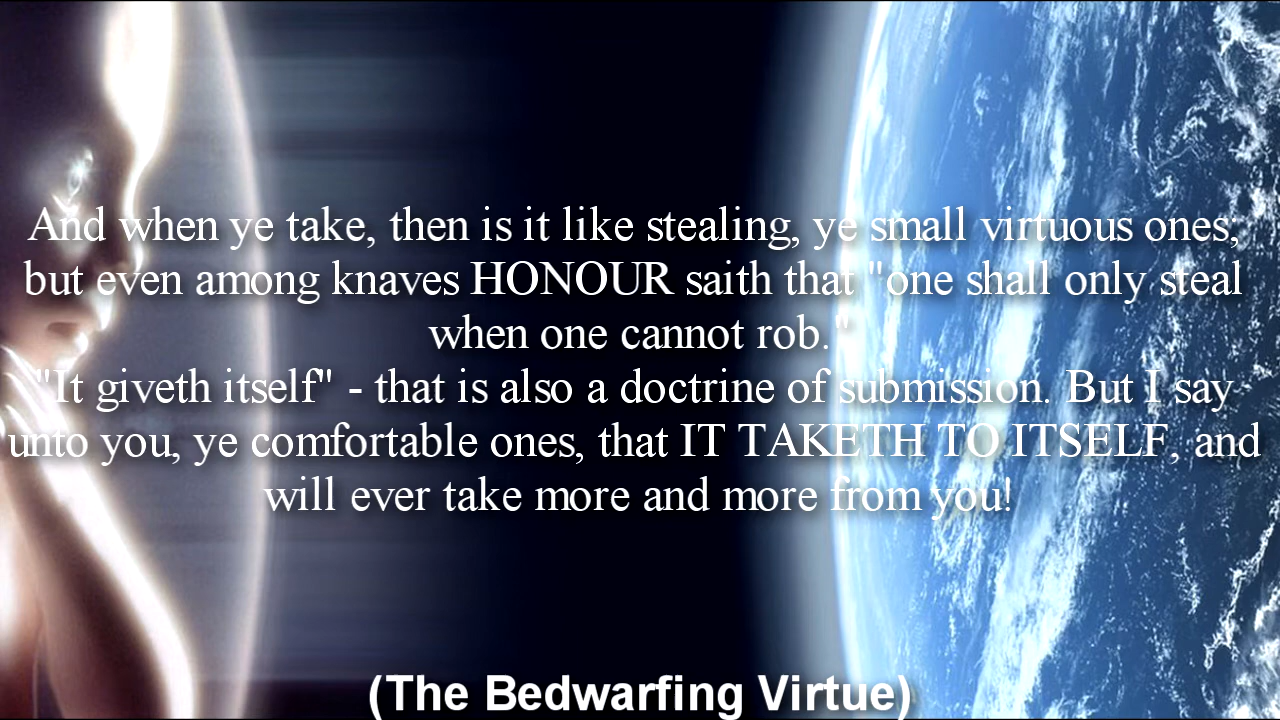 And when ye take, then is it like stealing, ye small virtuous ones;
but even among knaves HONOUR saith that "one shall only steal
when one cannot rob."
"It giveth itself" - that is also a doctrine of submission. But I say
unto you, ye comfortable ones, that IT TAKETH TO ITSELF, and
will ever take more and more from you!
(The Bedwarfing Virtue)